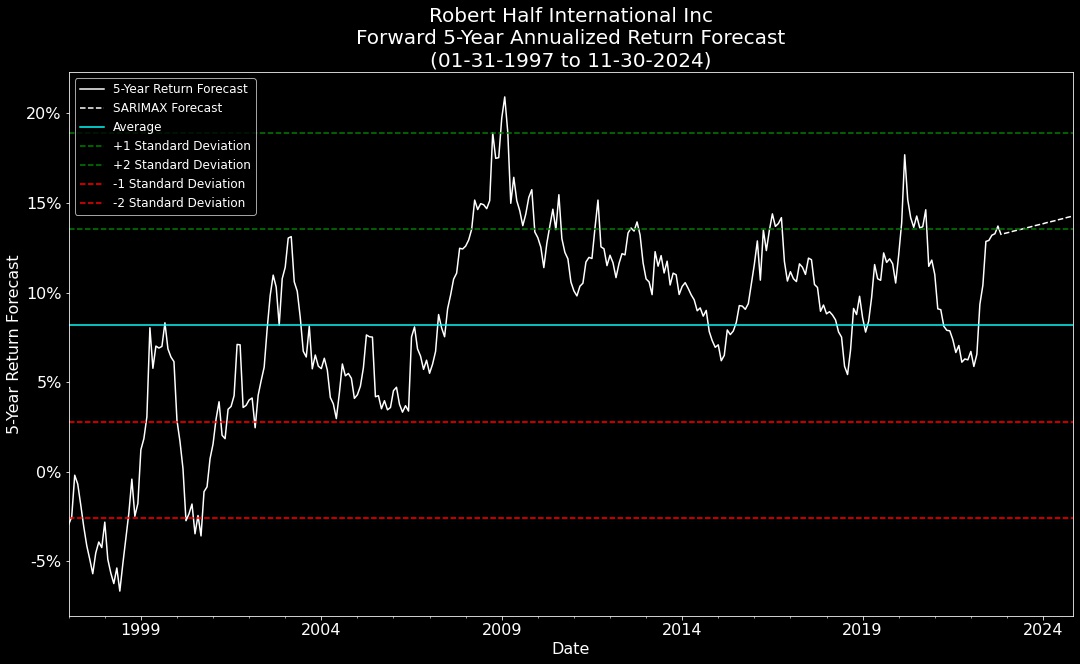 Robert Half International Inc
Forward 5-Year Annualized Return Forecast
(01-31-1997 to 11-30-2024)
5-Year Return Forecast
SARIMAX Forecast
Average
+1 Standard Deviation
+2 Standard Deviation
-1 Standard Deviation
-2 Standard Deviation
20%
15%
10%
5%
0%
-5%
5-Year Return Forecast
1999
2004
2009
2014
2019
2024
Date